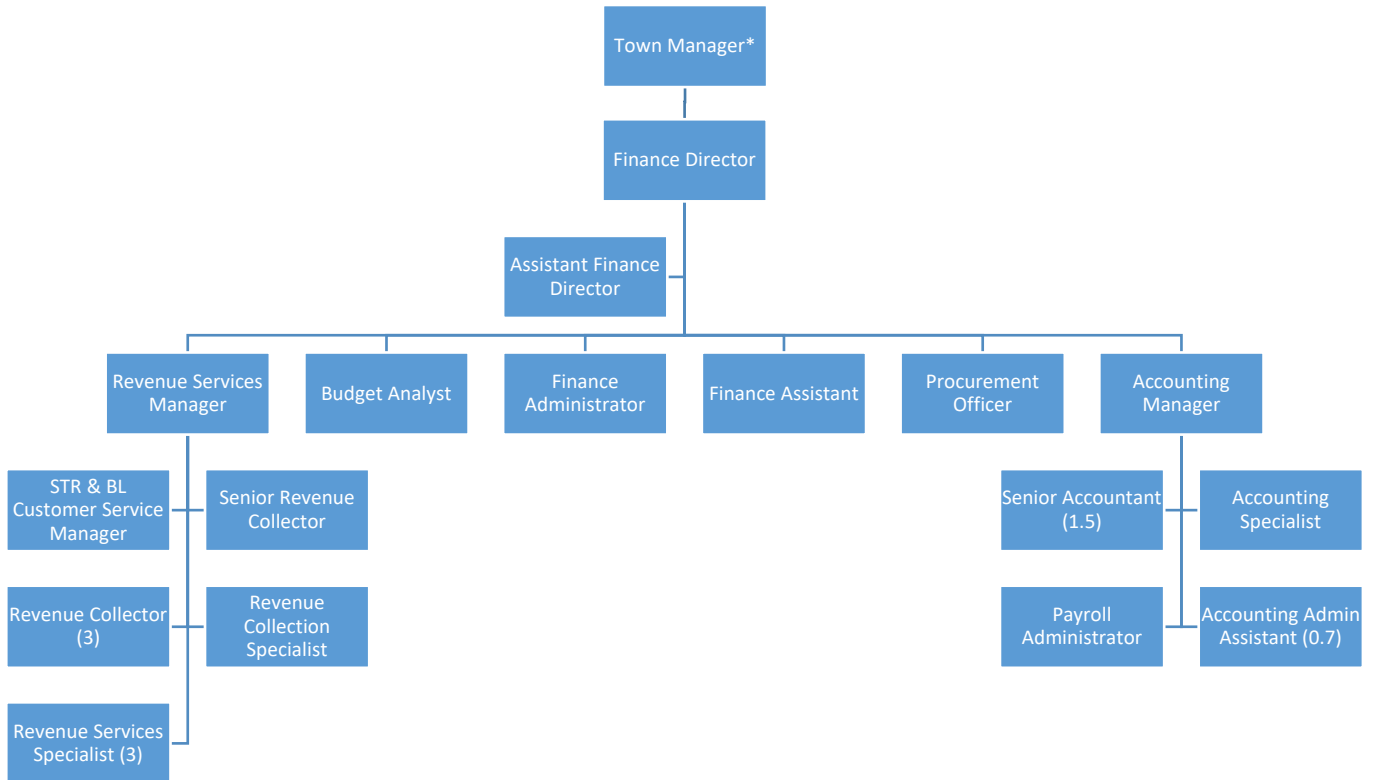 Town Manager*
Finance Director
Assistant Finance
Director
Revenue Services
Manager
Budget Analyst
Finance
Administrator
Finance Assistant
Procurement
Officer
Accounting
Manager
STR & BL
Customer Service
Manager
Senior Revenue
Collector
Senior Accountant
(1.5)
Accounting
Specialist
Revenue Collector
(3)
Revenue
Collection
Specialist
Payroll
Administrator
Accounting Admin
Assistant (0.7)
Revenue Services
Specialist (3)